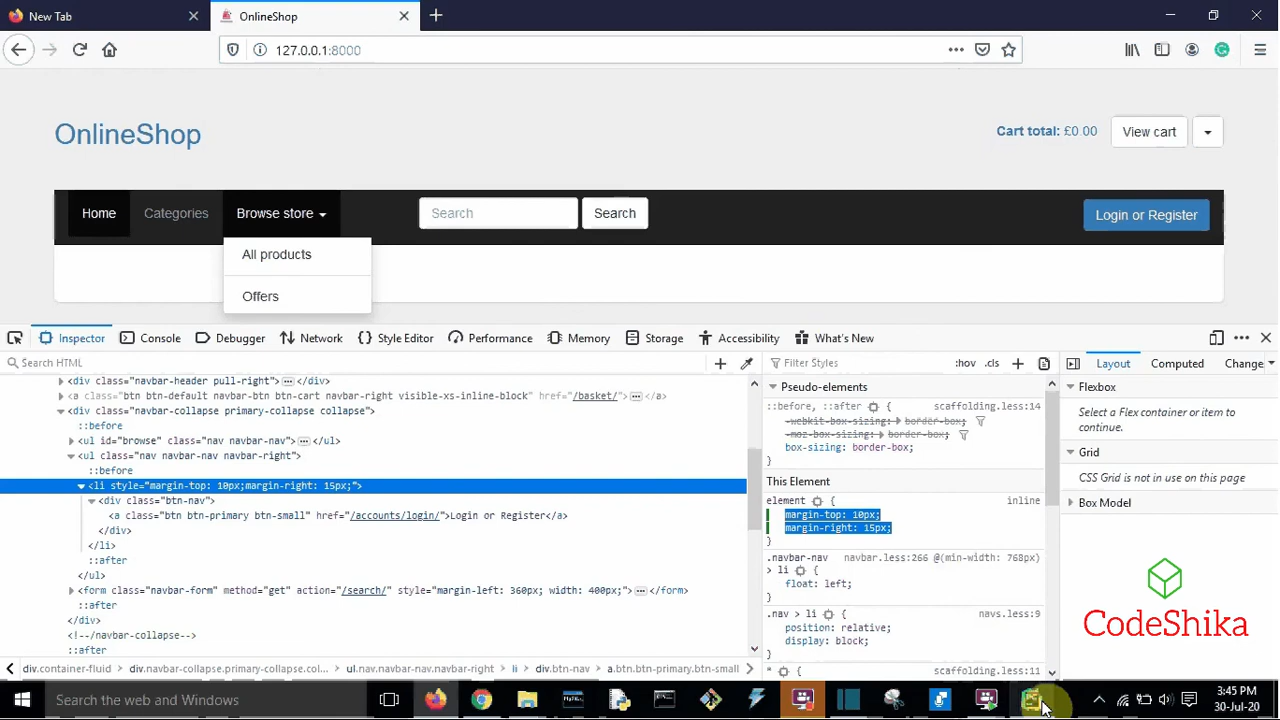 New Tab
OnlineShop
127.0.0.1:8000
OnlineShop
Cart total: £0.00
View cart
Home
Categories
Browse store
Search
Search
Login or Register
All products
Offers
Inspector
Console
Debugger
Network
Style Editor
Performance
Memory
Storage
Accessibility
What's New
Search HTML
Filter Styles
:hov
.cls
Layout
Computed
Change
<div class="navbar-header pull-right"></div>
<a class="btn btn-default navbar-btn btn-cart navbar-right visible-xs-inline-block" href="/basket/"></a>
<div class="navbar-collapse primary-collapse collapse">
::before
<ul id="browse" class="nav navbar-nav"></ul>
<ul class="nav navbar-nav navbar-right">
::before
<li style="margin-top: 10px;margin-right: 15px;">
<div class="btn-nav">
<a class="btn btn-primary btn-small" href="/accounts/login/">Login or Register</a>
</div>
</li>
::after
</ul>
<form class="navbar-form" method="get" action="/search/" style="margin-left: 360px; width: 400px;"></form>
::after
</div>
<!--/navbar-collapse-->
::after
Pseudo-elements
::before, ::after { scaffolding.less:14
-webkit-box-sizing: border-box;
-moz-box-sizing: border-box;
box-sizing: border-box;
}
This Element
element { inline
margin-top: 10px;
margin-right: 15px;
}
.navbar-nav navbar.less:266 @(min-width: 768px)
> li {
float: left;
}
.nav > li { navs.less:9
position: relative;
display: block;
}
* { scaffolding.less:11
Flexbox
Select a Flex container or item to
continue.
Grid
CSS Grid is not in use on this page
Box Model
CodeShika
div.container-fluid
div.navbar-collapse.primary-collapse.col...
ul.nav.navbar-nav.navbar-right
li
div.btn-nav
a.btn.btn-primary.btn-small
Search the web and Windows
3:45 PM
30-Jul-20